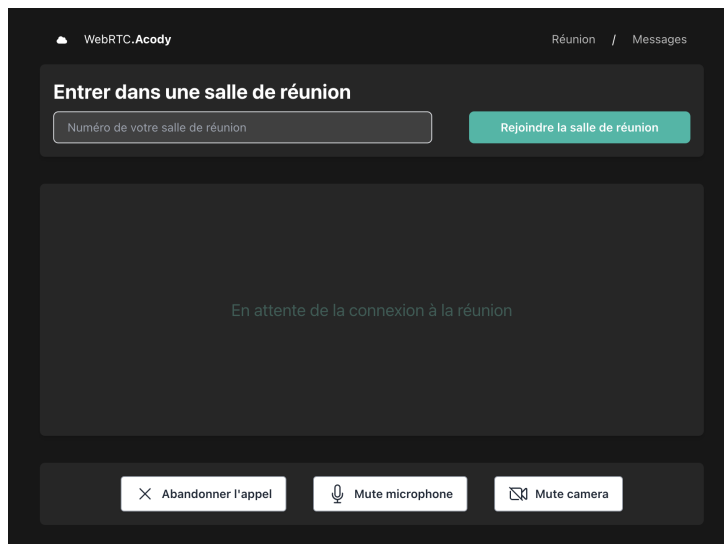 WebRTC.Acody
Réunion / Messages
Entrer dans une salle de réunion
Numéro de votre salle de réunion
Rejoindre la salle de réunion
En attente de la connexion à la réunion
Abandonner l'appel
Mute microphone
Mute camera